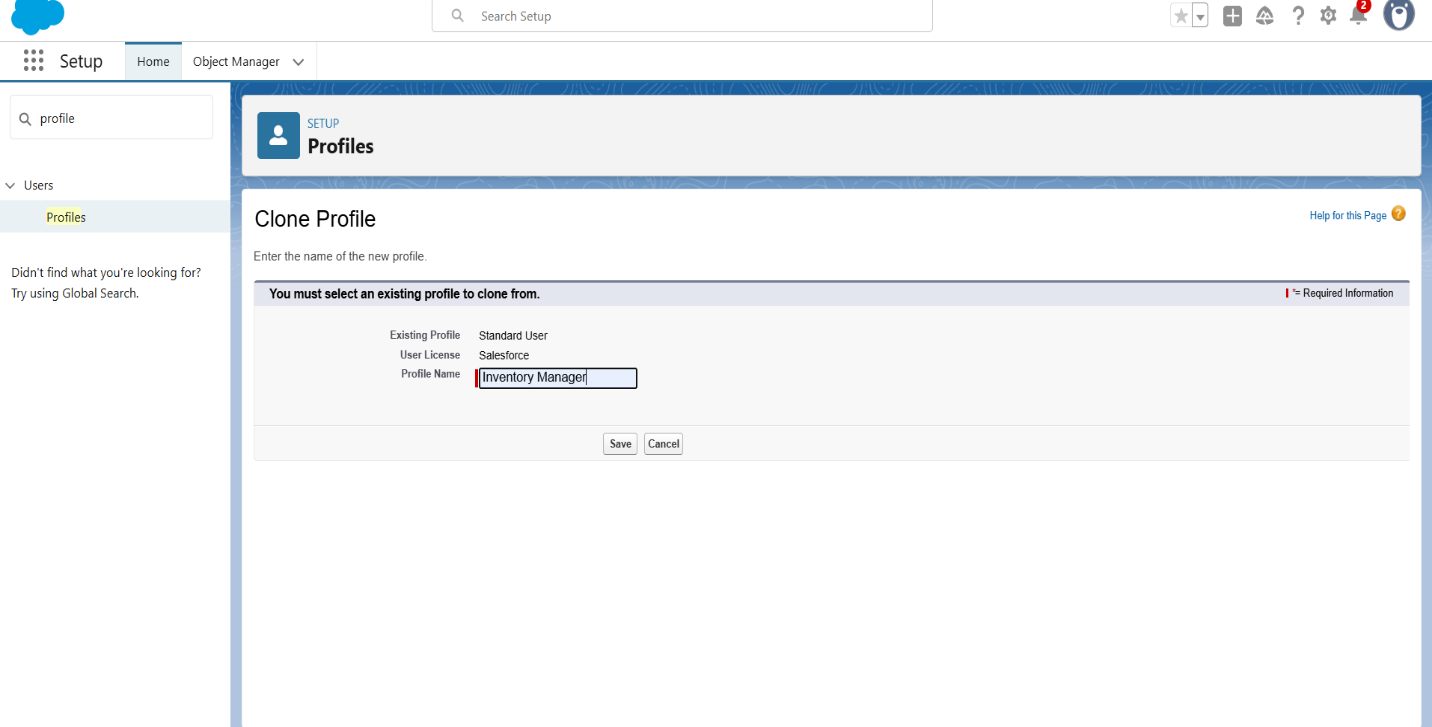 Search Setup
2
Setup
Home
Object Manager
profile
Users
Profiles
Didn't find what you're looking for?
Try using Global Search.
SETUP
Profiles
Clone Profile
Help for this Page ?
Enter the name of the new profile.
You must select an existing profile to clone from.
*= Required Information
Existing Profile Standard User
User License Salesforce
Profile Name Inventory Manager
Save Cancel